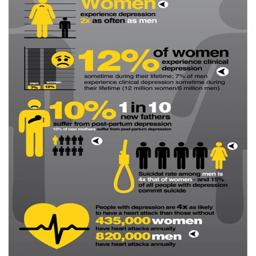 Women
experience depression
2x as often as men
12% of women
experience clinical
depression
sometime during their lifetime; 7% of men
experience clinical depression sometime during
their lifetime (12 million women/6 million men)
7% 12%
10% 1 in 10
new fathers
suffer from post-partum depression
10% of new mothers suffer from post-partum depression
Suicidal rate among men is
4x that of women - and 15%
of all people with depression
commit suicide
People with depression are 4x as likely
to have a heart attack than those without
435,000 women
have heart attacks annually
820,000 men
have heart attacks annually